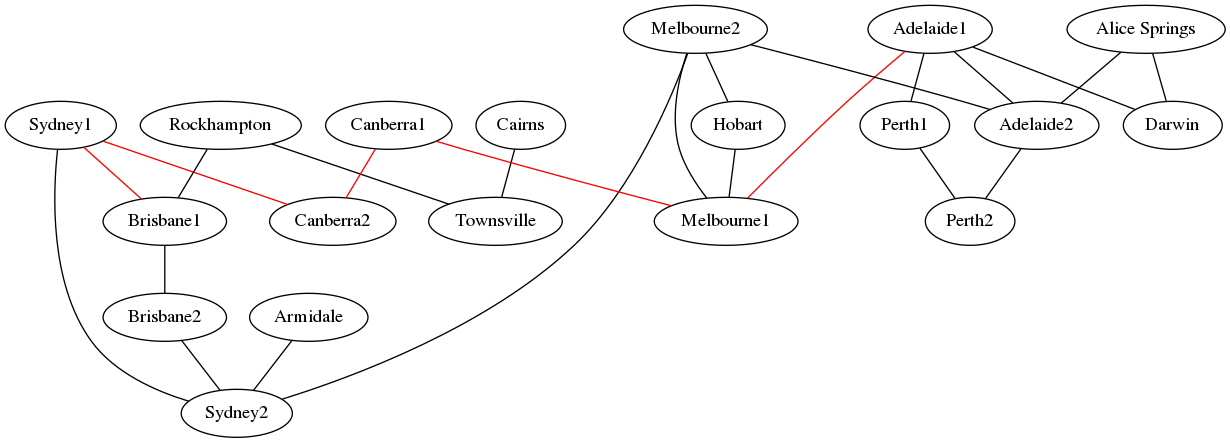 Melbourne2
Adelaide1
Alice Springs
Sydney1
Rockhampton
Canberra1
Cairns
Hobart
Perth1
Adelaide2
Darwin
Brisbane1
Canberra2
Townsville
Melbourne1
Perth2
Brisbane2
Armidale
Sydney2